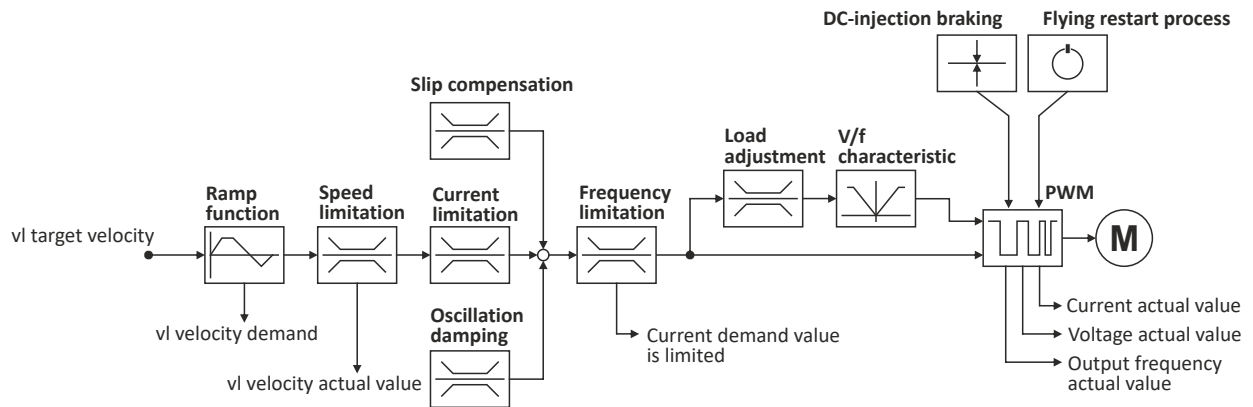 DC-injection braking
Flying restart process
Slip compensation
Load
adjustment
V/f
characteristic
Ramp
function
Speed
limitation
Current
limitation
Frequency
limitation
PWM
vl target velocity
M
Oscillation
damping
vl velocity demand
Current demand value
is limited
vl velocity actual value
Current actual value
Voltage actual value
Output frequency
actual value